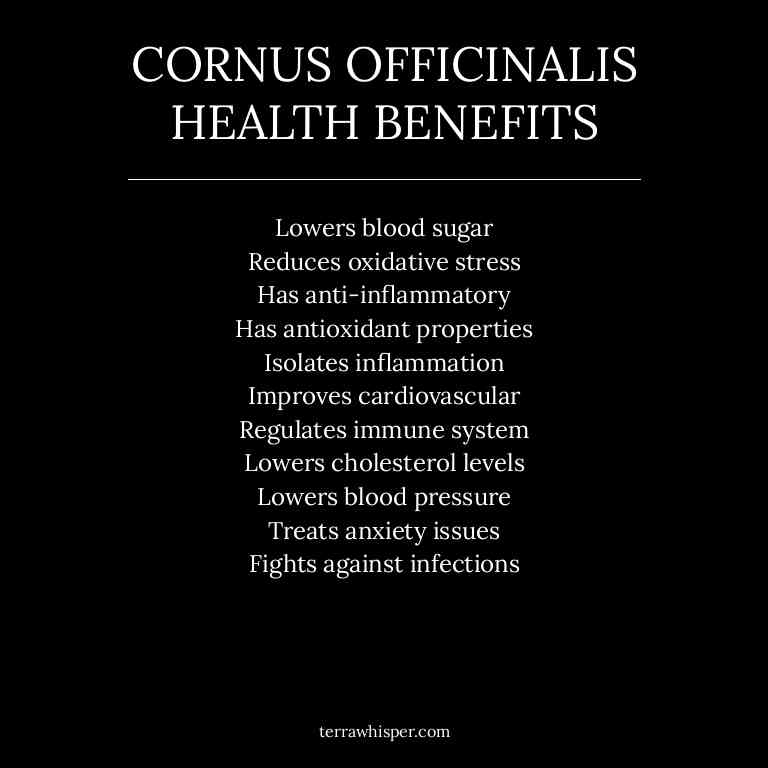 CORNUS OFFICINALIS
HEALTH BENEFITS
Lowers blood sugar
Reduces oxidative stress
Has anti-inflammatory
Has antioxidant properties
Isolates inflammation
Improves cardiovascular
Regulates immune system
Lowers cholesterol levels
Lowers blood pressure
Treats anxiety issues
Fights against infections
terrawhisper.com